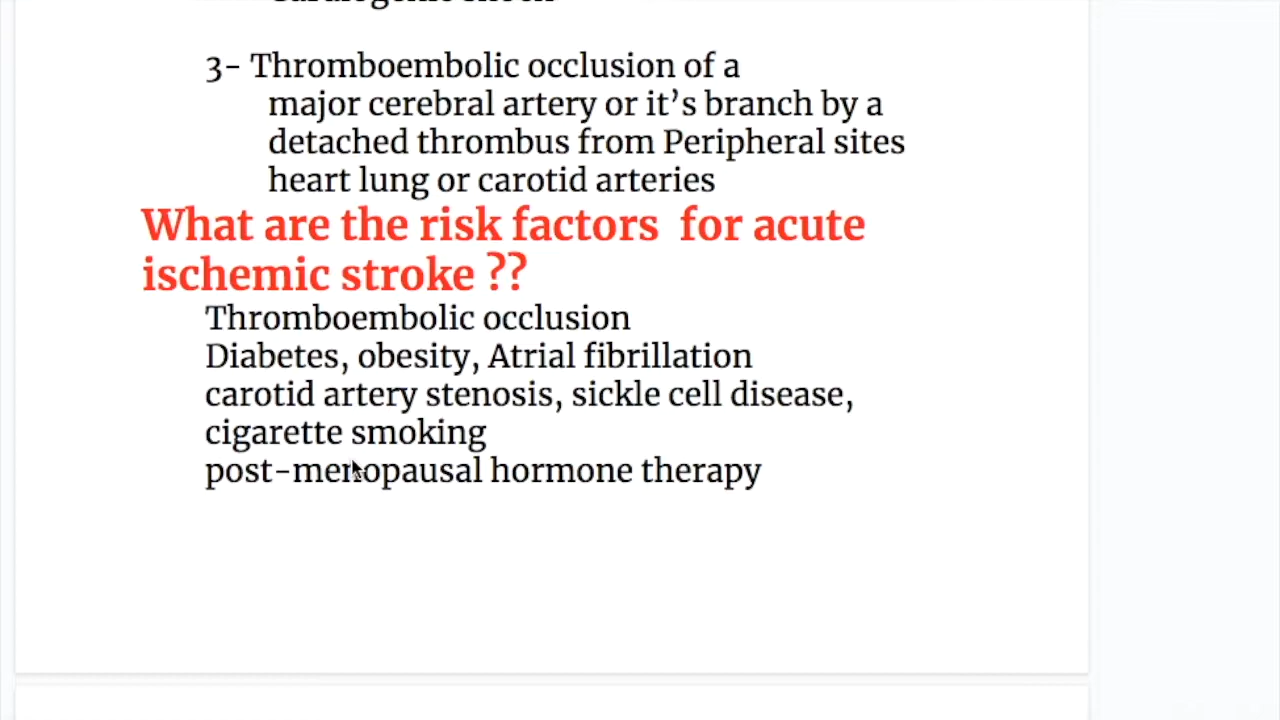 3- Thromboembolic occlusion of a
major cerebral artery or it’s branch by a
detached thrombus from Peripheral sites
heart lung or carotid arteries
What are the risk factors for acute
ischemic stroke ??
Thromboembolic occlusion
Diabetes, obesity, Atrial fibrillation
carotid artery stenosis, sickle cell disease,
cigarette smoking
post-menopausal hormone therapy